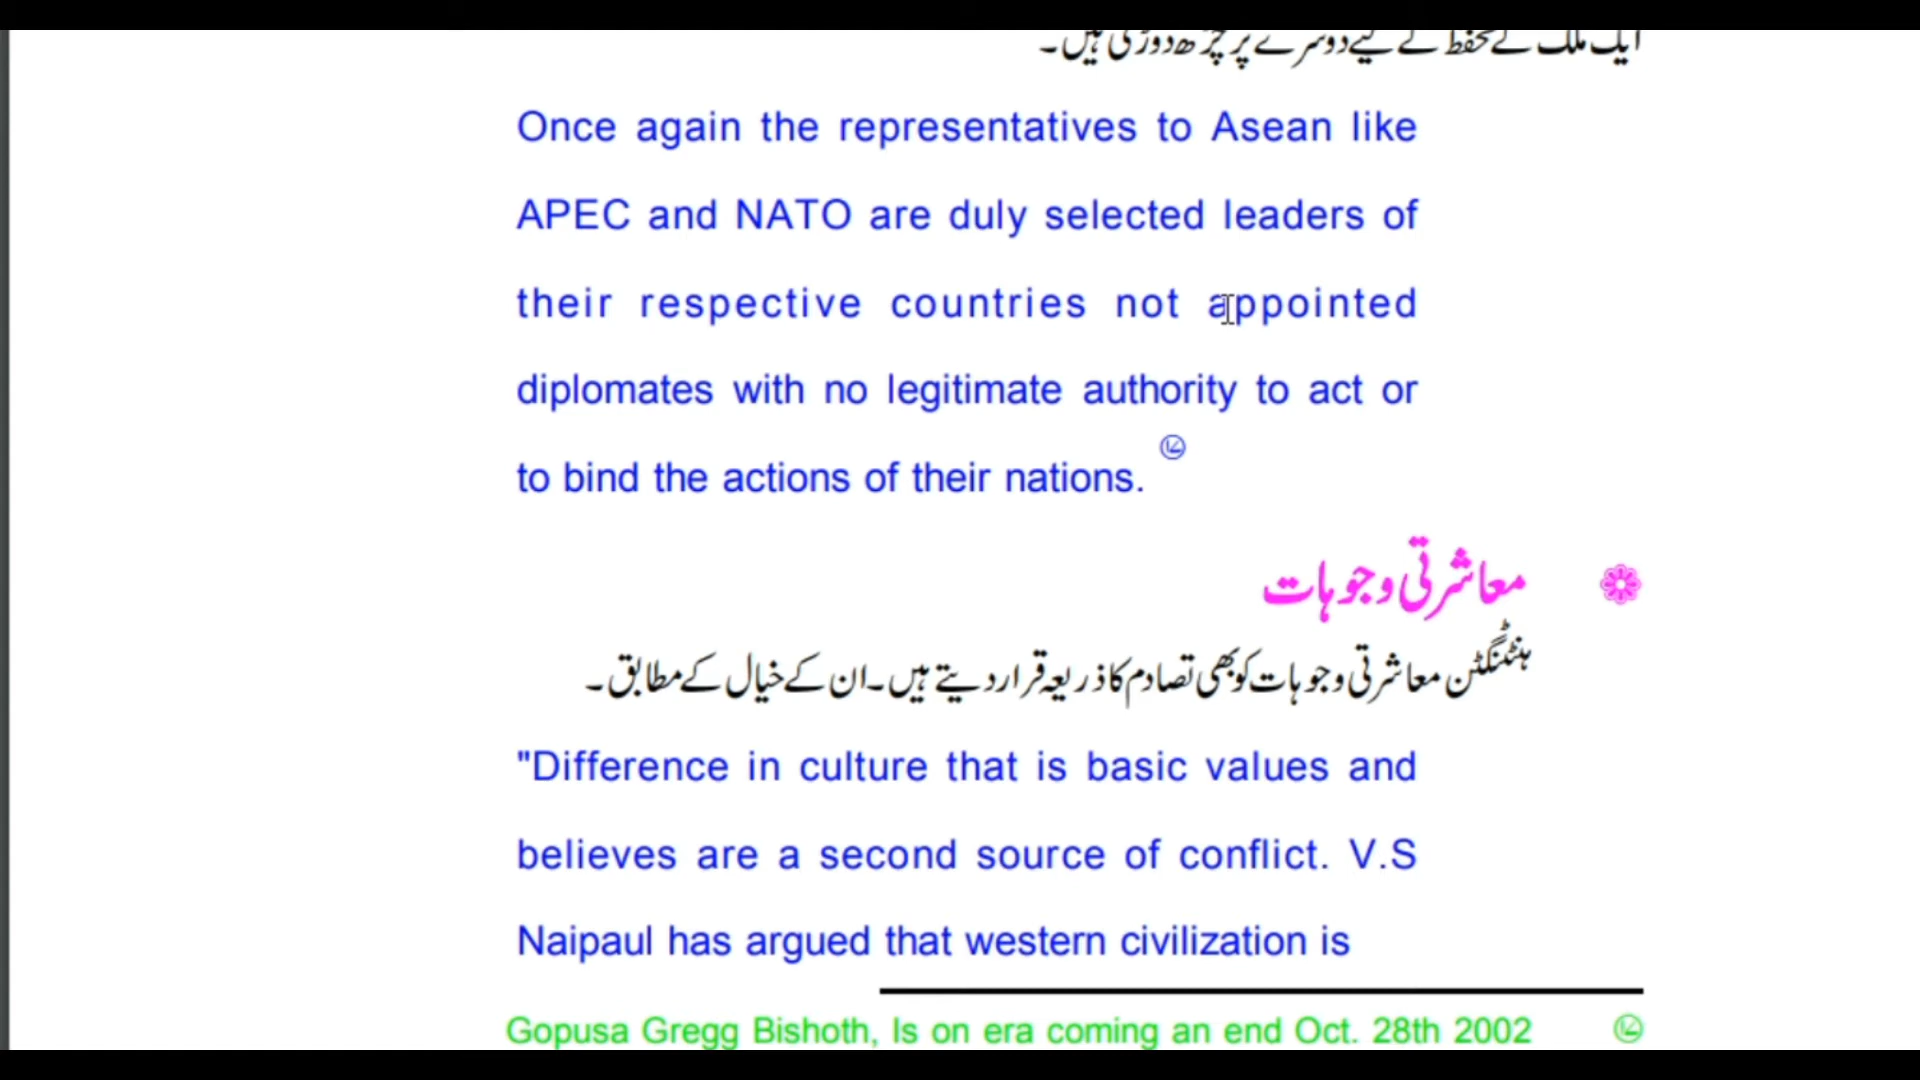 ایک ملک کے تحفظ کے لیے دوسرے پر چڑھ دوڑتی ہیں۔
Once again the representatives to Asean like
APEC and NATO are duly selected leaders of
their respective countries not appointed
diplomates with no legitimate authority to act or
to bind the actions of their nations. ۱۷
معاشرتی وجوہات
ہنٹنگٹن معاشرتی وجوہات کو بھی تصادم کا ذریعہ قرار دیتے ہیں۔ ان کے خیال کے مطابق۔
"Difference in culture that is basic values and
believes are a second source of conflict. V.S
Naipaul has argued that western civilization is
Gopusa Gregg Bishoth, Is on era coming an end Oct. 28th 2002 ۱۷